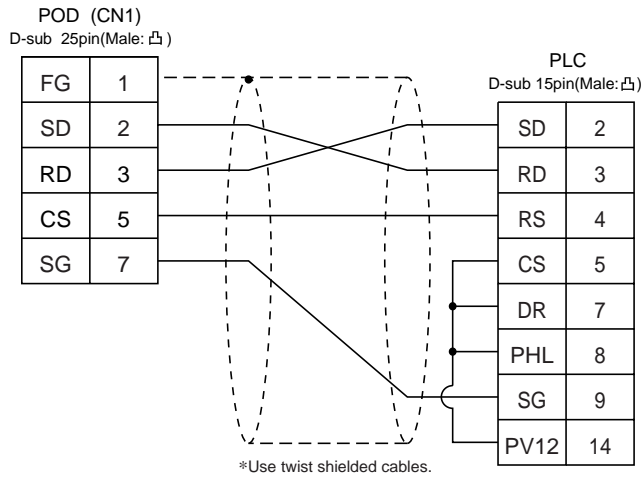 POD (CN1)
D-sub 25pin(Male: 凸)
FG 1
SD 2
RD 3
CS 5
SG 7
PLC
D-sub 15pin(Male:凸)
SD 2
RD 3
RS 4
CS 5
DR 7
PHL 8
SG 9
PV12 14
*Use twist shielded cables.